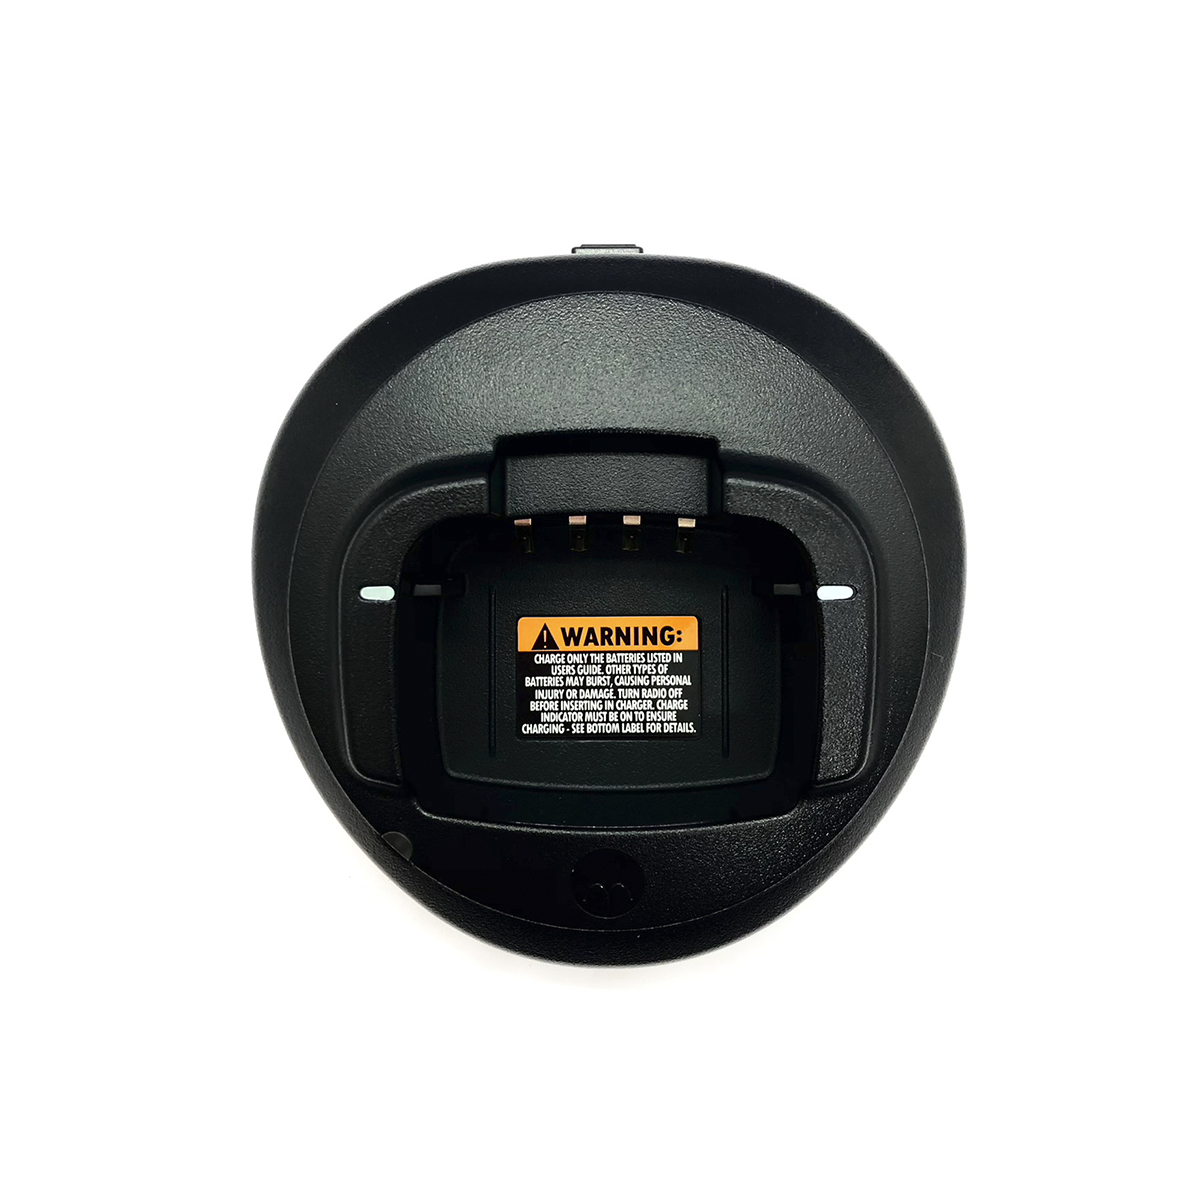 WARNING:
CHARGE ONLY THE BATTERIES LISTED IN
USERS GUIDE. OTHER TYPES OF
BATTERIES MAY BURST, CAUSING PERSONAL
INJURY OR DAMAGE. TURN RADIO OFF
BEFORE INSERTING IN CHARGER. CHARGE
INDICATOR MUST BE ON TO ENSURE
CHARGING - SEE BOTTOM LABEL FOR DETAILS.